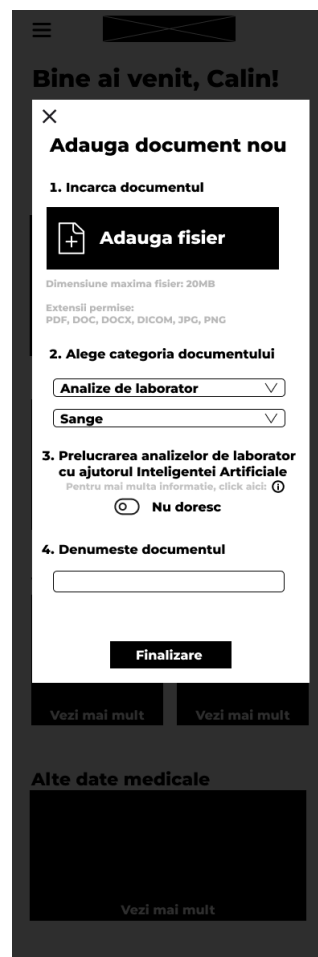 Bine ai venit, Calin!
Adauga document nou
1. Incarca documentul
Adauga fisier
Dimensiune maxima fisier: 20MB
Extensii permise:
PDF, DOC, DOCX, DICOM, JPG, PNG
2. Alege categoria documentului
Analize de laborator
Sange
3. Prelucrarea analizelor de laborator
cu ajutorul Inteligentei Artificiale
Pentru mai multa informatie, click aici:
Nu doresc
4. Denumeste documentul
Finalizare
Vezi mai mult
Vezi mai mult
Alte date medicale
Vezi mai mult